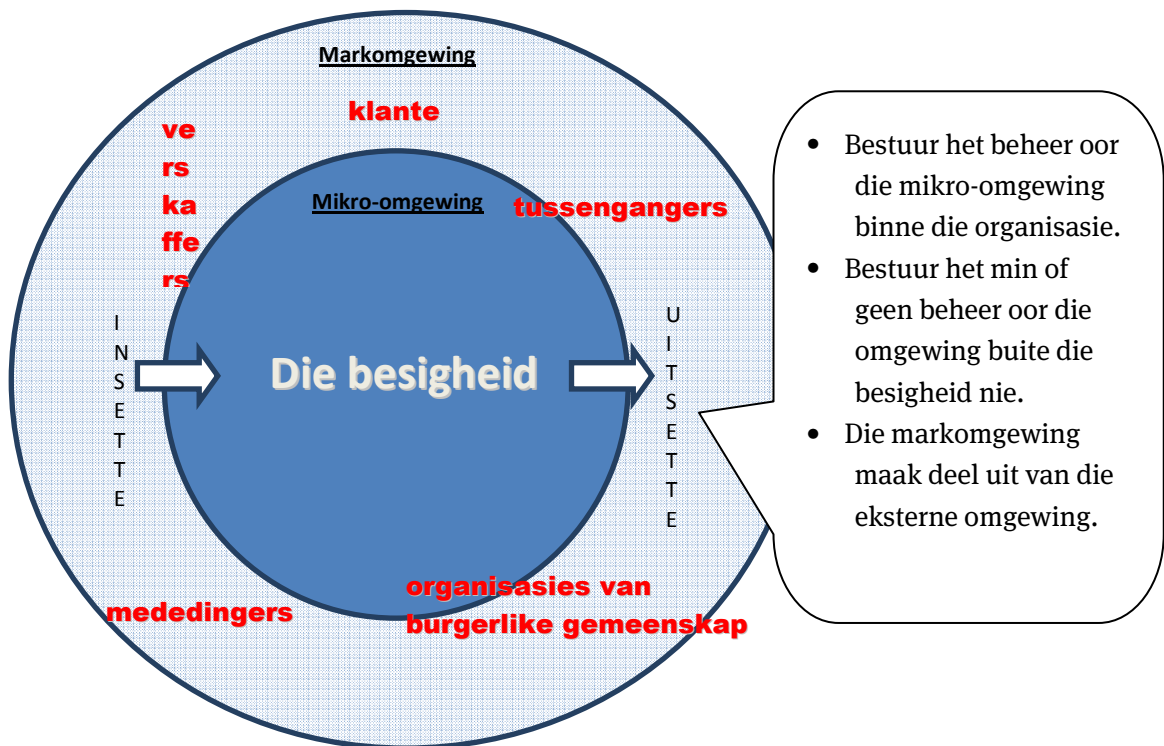 Markomgewing
klante
ve
rs
ka
ffe
rs
Mikro-omgewing
tussengangers
I
N
S
E
T
T
E
Die besigheid
U
I
T
S
E
T
T
E
mededingers
organisasies van
burgerlike gemeenskap
• Bestuur het beheer oor
die mikro-omgewing
binne die organisasie.
• Bestuur het min of
geen beheer oor die
omgewing buite die
besigheid nie.
• Die markomgewing
maak deel uit van die
eksterne omgewing.